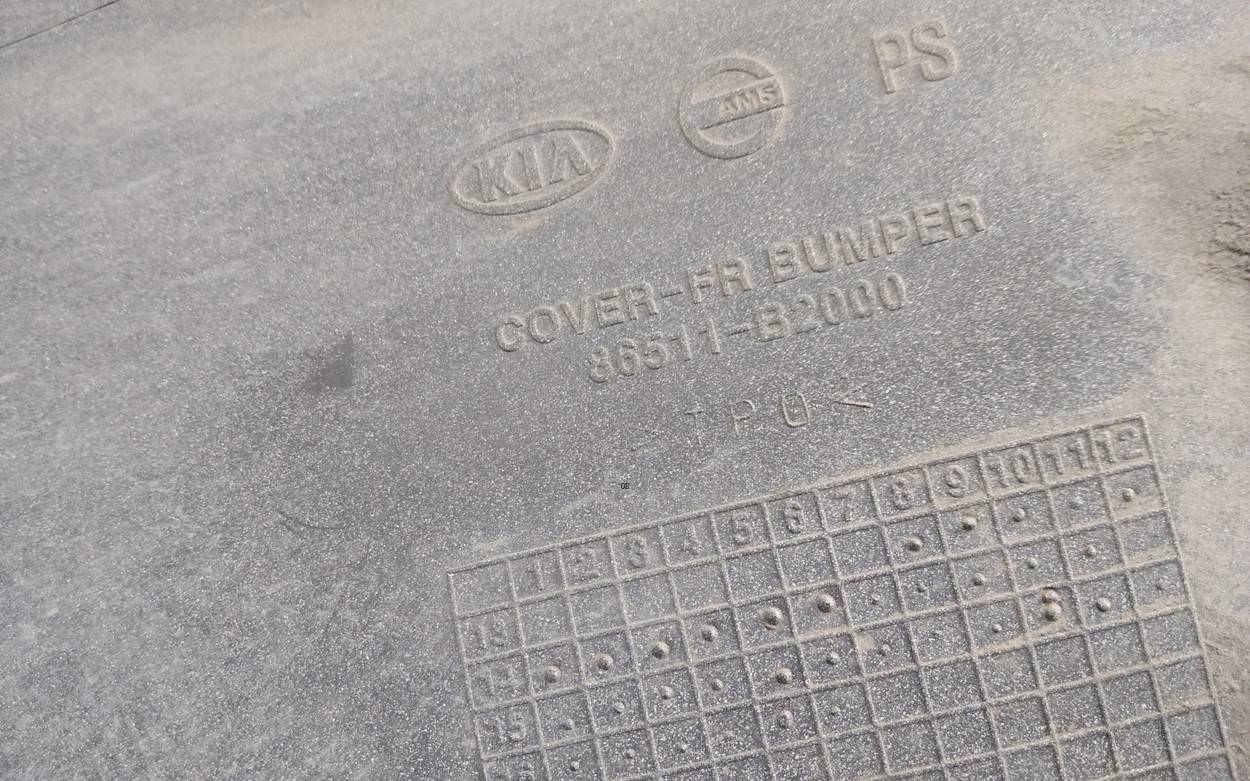 PS
AMS
KIA
COVER-FR BUMPER
86511-B2000
> T P O <
1 2 3 4 5 6 7 8 9 10 11 12
13
14
15